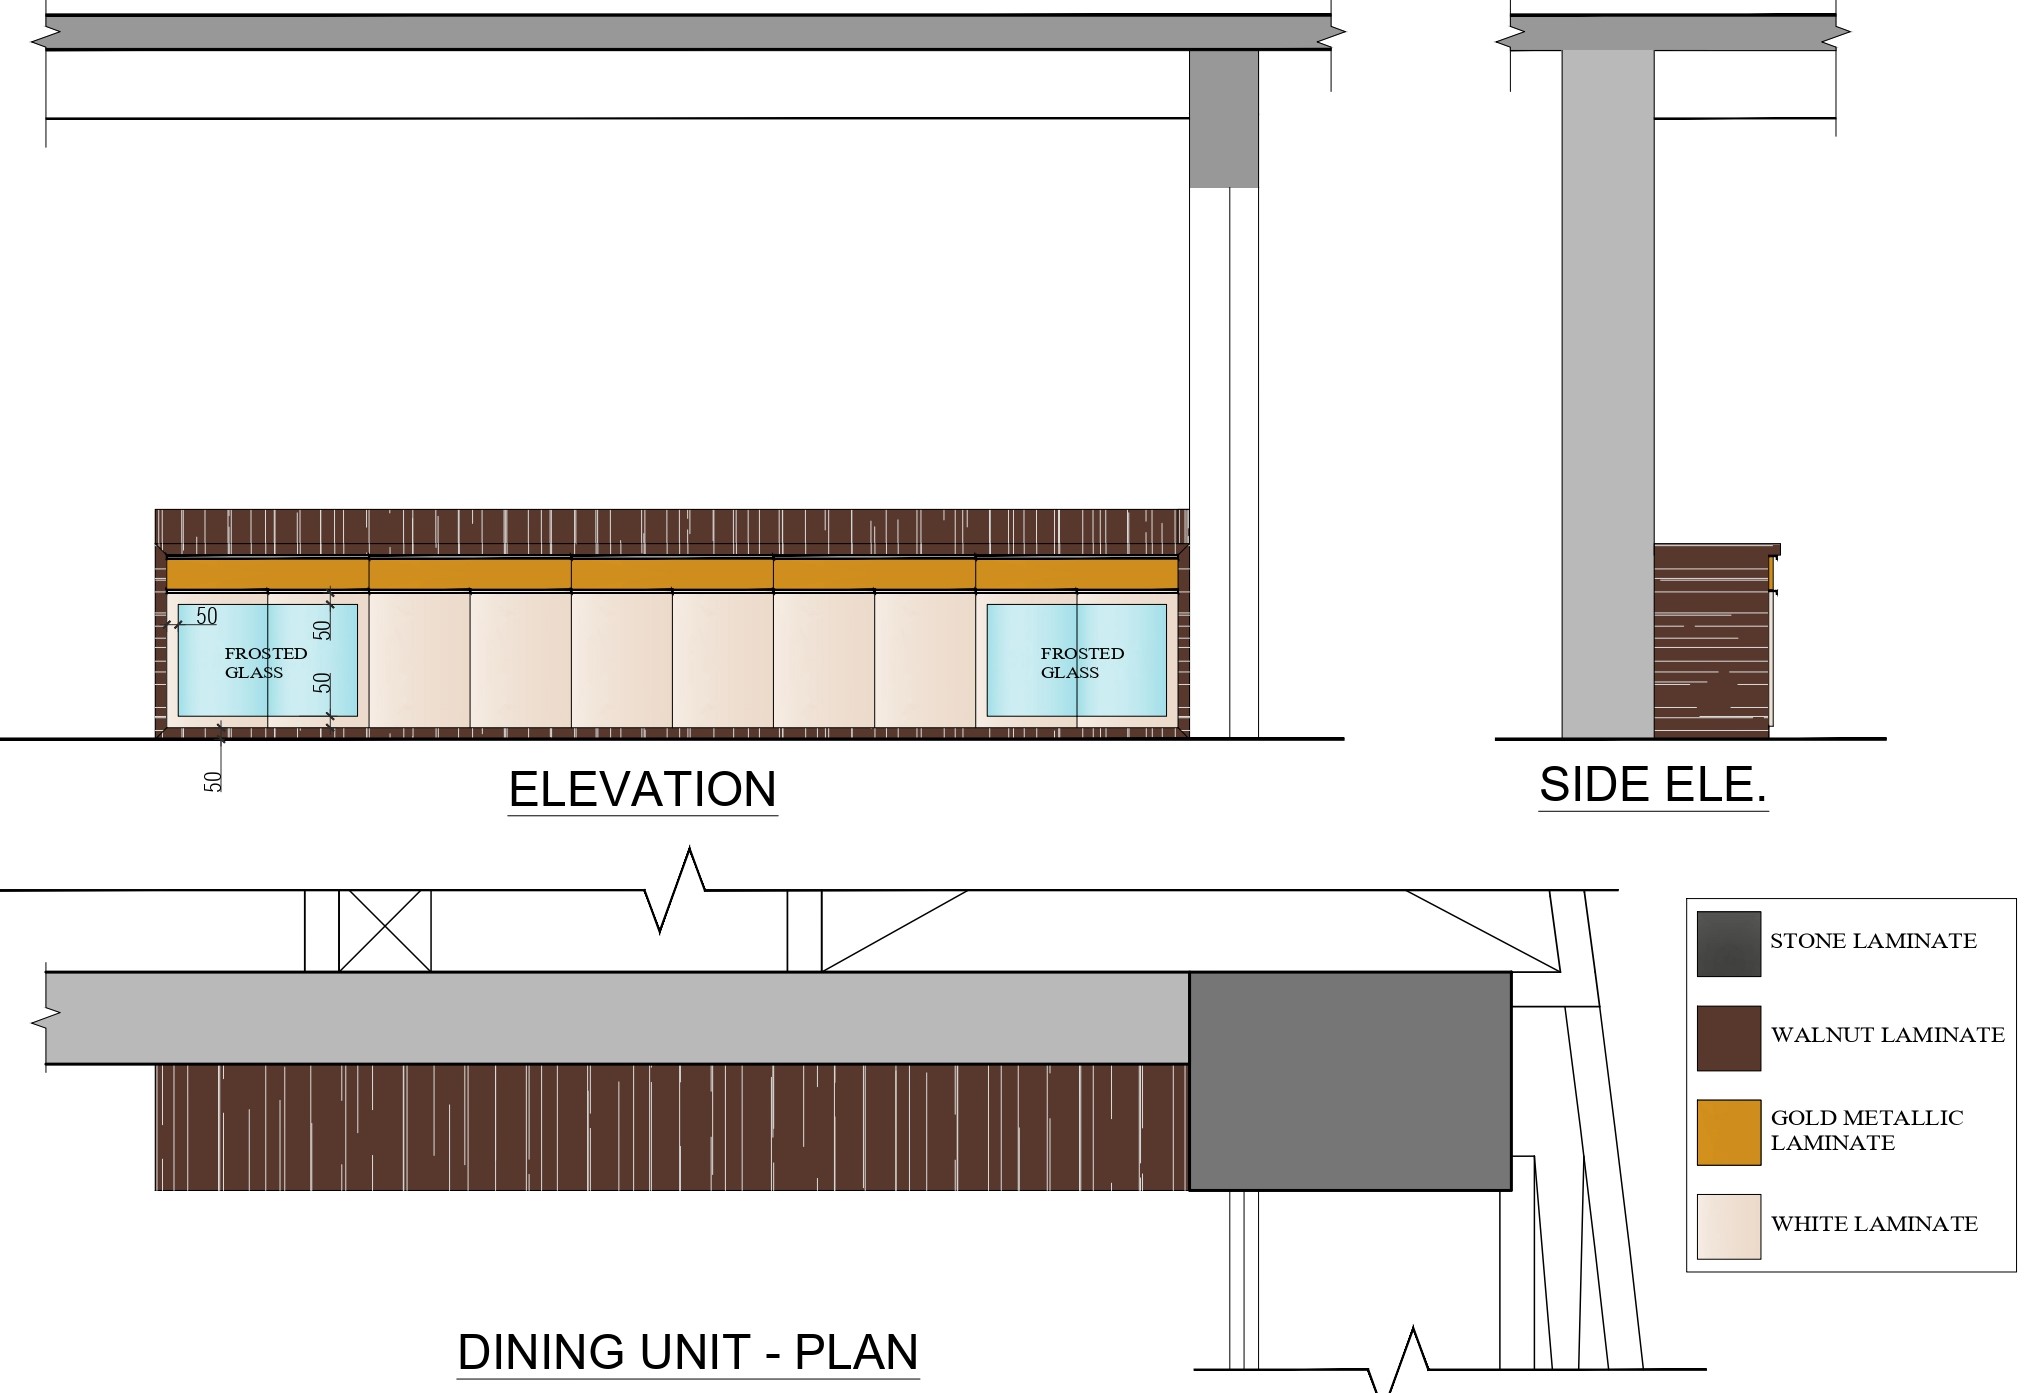 50
50
FROSTED
GLASS
50
FROSTED
GLASS
50
ELEVATION
SIDE ELE.
STONE LAMINATE
WALNUT LAMINATE
GOLD METALLIC
LAMINATE
WHITE LAMINATE
DINING UNIT - PLAN